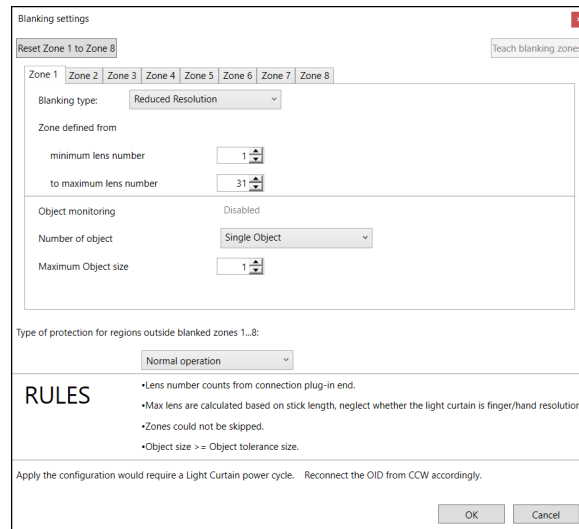 Blanking settings
Reset Zone 1 to Zone 8
Teach blanking zones
Zone 1 Zone 2 Zone 3 Zone 4 Zone 5 Zone 6 Zone 7 Zone 8
Blanking type: Reduced Resolution
Zone defined from
minimum lens number 1
to maximum lens number 31
Object monitoring Disabled
Number of object Single Object
Maximum Object size 1
Type of protection for regions outside blanked zones 1...8:
Normal operation
RULES
•Lens number counts from connection plug-in end.
•Max lens are calculated based on stick length, neglect whether the light curtain is finger/hand resolution
•Zones could not be skipped.
•Object size >= Object tolerance size.
Apply the configuration would require a Light Curtain power cycle. Reconnect the OID from CCW accordingly.
OK Cancel